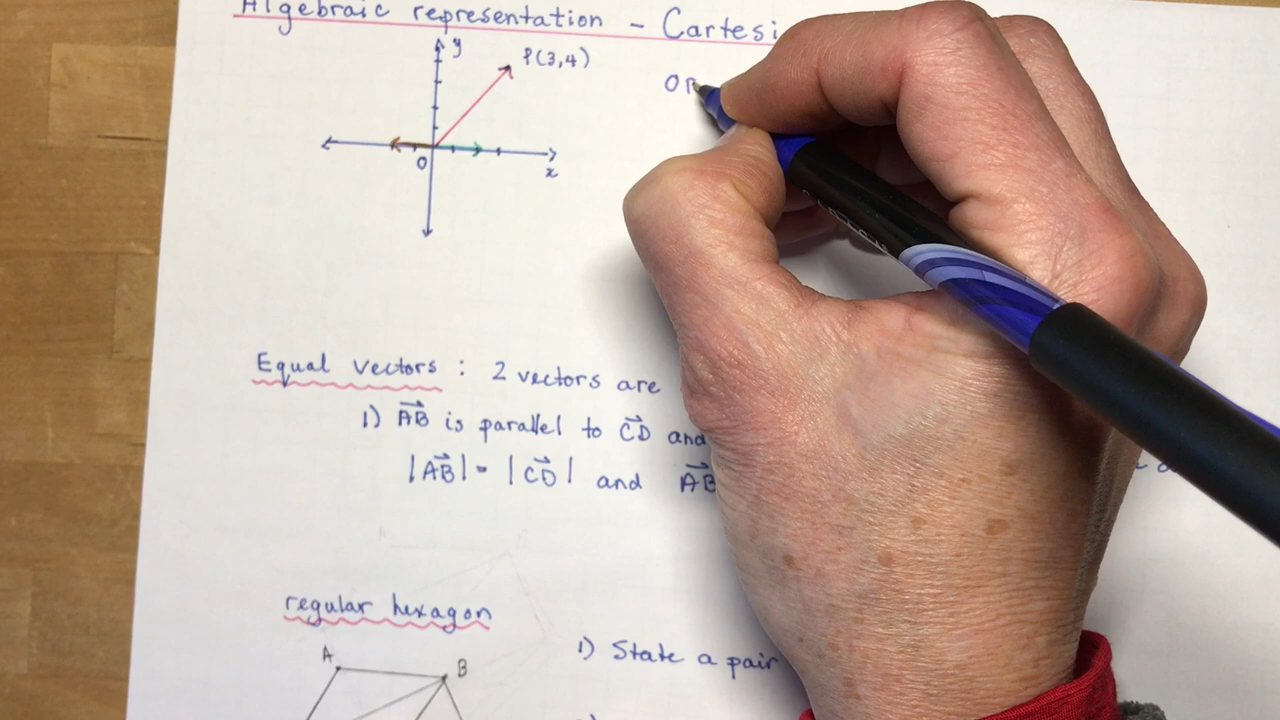 Algebraic representation - Cartesi
y
P(3,4)
OP
O
x
Equal vectors : 2 vectors are
1) AB is parallel to CD and
|AB| = |CD| and AB
regular hexagon
A
B
1) State a pair